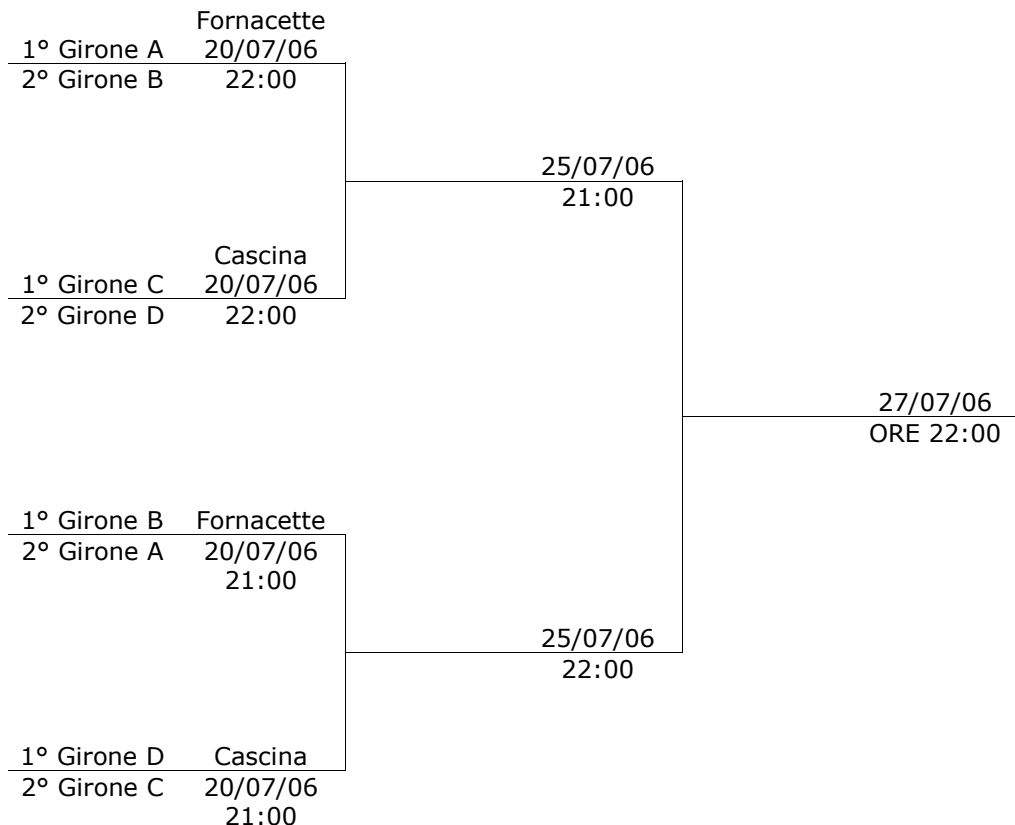 Fornacette
1° Girone A 20/07/06
2° Girone B 22:00
25/07/06
21:00
Cascina
1° Girone C 20/07/06
2° Girone D 22:00
27/07/06
ORE 22:00
1° Girone B Fornacette
2° Girone A 20/07/06
21:00
25/07/06
22:00
1° Girone D Cascina
2° Girone C 20/07/06
21:00